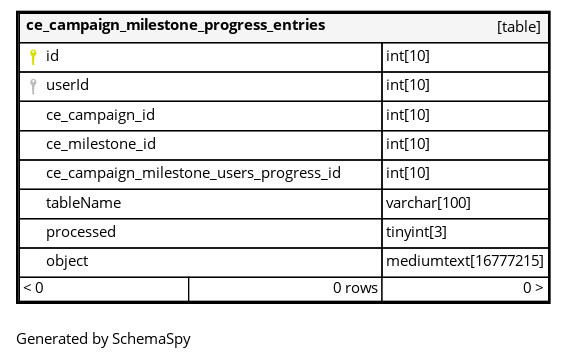 ce_campaign_milestone_progress_entries [table]
id int[10]
userId int[10]
ce_campaign_id int[10]
ce_milestone_id int[10]
ce_campaign_milestone_users_progress_id int[10]
tableName varchar[100]
processed tinyint[3]
object mediumtext[16777215]
< 0 0 rows 0 >
Generated by SchemaSpy